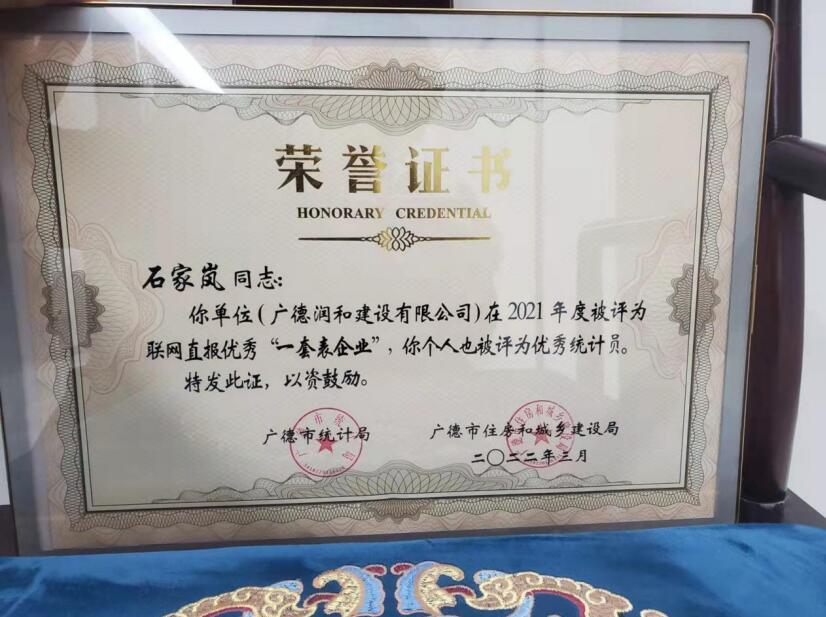 荣誉证书
HONORARY CREDENTIAL
石家岚同志:
你单位(广德润和建设有限公司)在2021年度被评为
联网直报优秀“一套表企业”,你个人也被评为优秀统计员。
特发此证,以资鼓励。
广德市统计局
广德市住房和城乡建设局
二〇二二年三月